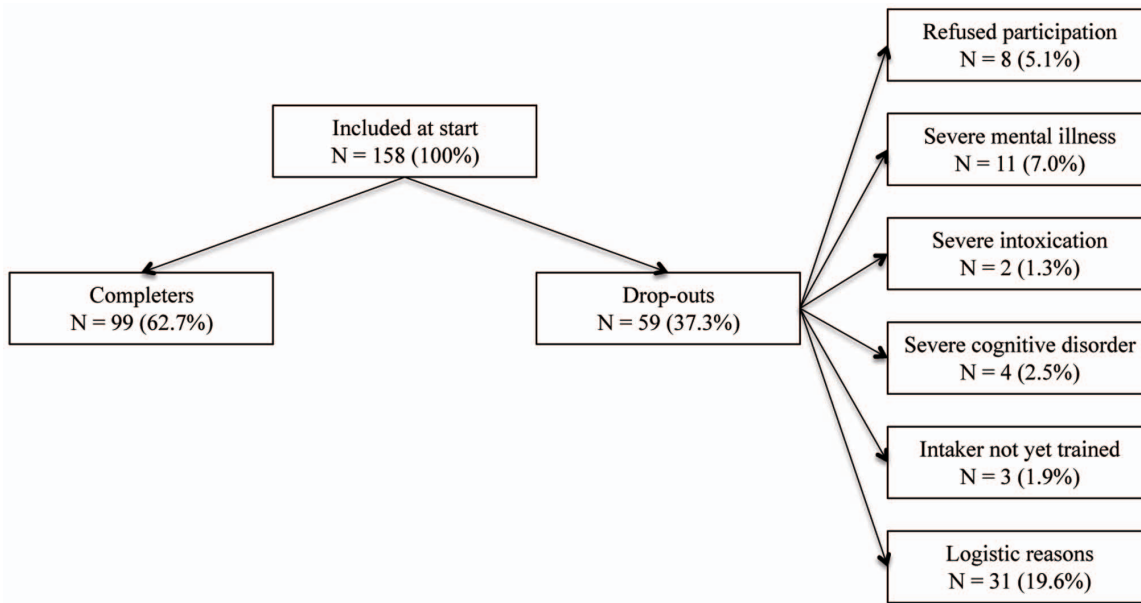 Included at start
N = 158 (100%)
Completers
N = 99 (62.7%)
Drop-outs
N = 59 (37.3%)
Refused participation
N = 8 (5.1%)
Severe mental illness
N = 11 (7.0%)
Severe intoxication
N = 2 (1.3%)
Severe cognitive disorder
N = 4 (2.5%)
Intaker not yet trained
N = 3 (1.9%)
Logistic reasons
N = 31 (19.6%)